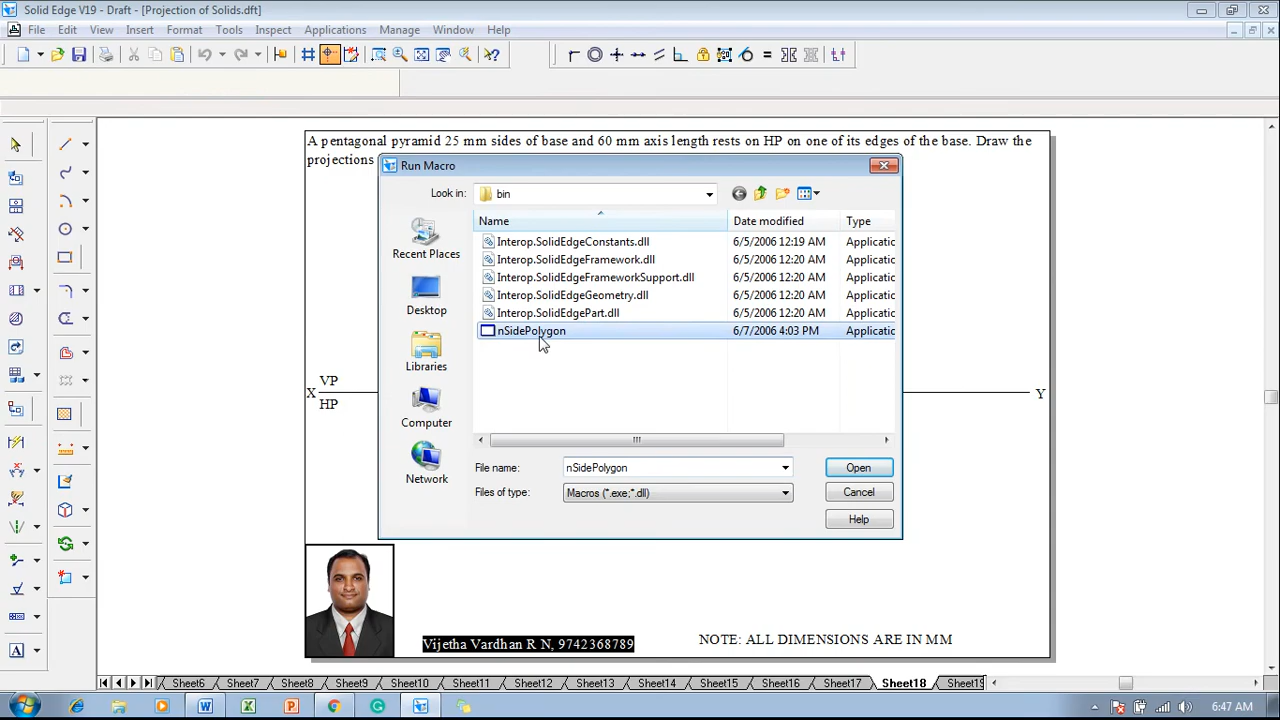 Solid Edge V19 - Draft - [Projection of Solids.dft]
File Edit View Insert Format Tools Inspect Applications Manage Window Help
A pentagonal pyramid 25 mm sides of base and 60 mm axis length rests on HP on one of its edges of the base. Draw the
projections
Run Macro
Look in: bin
Name Date modified Type
Interop.SolidEdgeConstants.dll 6/5/2006 12:19 AM Applicatic
Interop.SolidEdgeFramework.dll 6/5/2006 12:20 AM Applicatic
Interop.SolidEdgeFrameworkSupport.dll 6/5/2006 12:20 AM Applicatic
Interop.SolidEdgeGeometry.dll 6/5/2006 12:20 AM Applicatic
Interop.SolidEdgePart.dll 6/5/2006 12:20 AM Applicatic
nSidePolygon 6/7/2006 4:03 PM Applicatic
Recent Places
Desktop
Libraries
Computer
Network
File name: nSidePolygon Open
Files of type: Macros (*.exe;*.dll) Cancel
Help
VP
X Y
HP
Vijetha Vardhan R N, 9742368789
NOTE: ALL DIMENSIONS ARE IN MM
Sheet6 Sheet7 Sheet8 Sheet9 Sheet10 Sheet11 Sheet12 Sheet13 Sheet14 Sheet15 Sheet16 Sheet17 Sheet18 Sheet19
6:47 AM